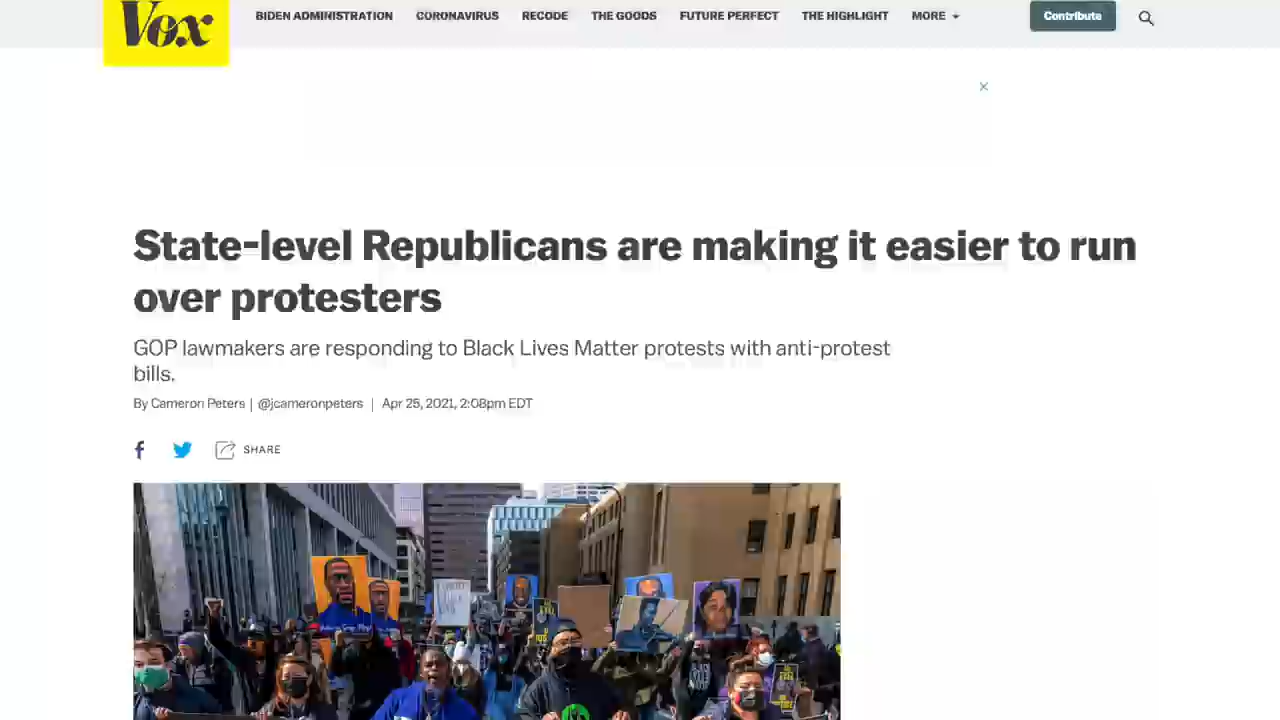 Vox
BIDEN ADMINISTRATION CORONAVIRUS RECODE THE GOODS FUTURE PERFECT THE HIGHLIGHT MORE Contribute
State-level Republicans are making it easier to run
over protesters
GOP lawmakers are responding to Black Lives Matter protests with anti-protest
bills.
By Cameron Peters | @jcameronpeters | Apr 25, 2021, 2:08pm EDT
SHARE